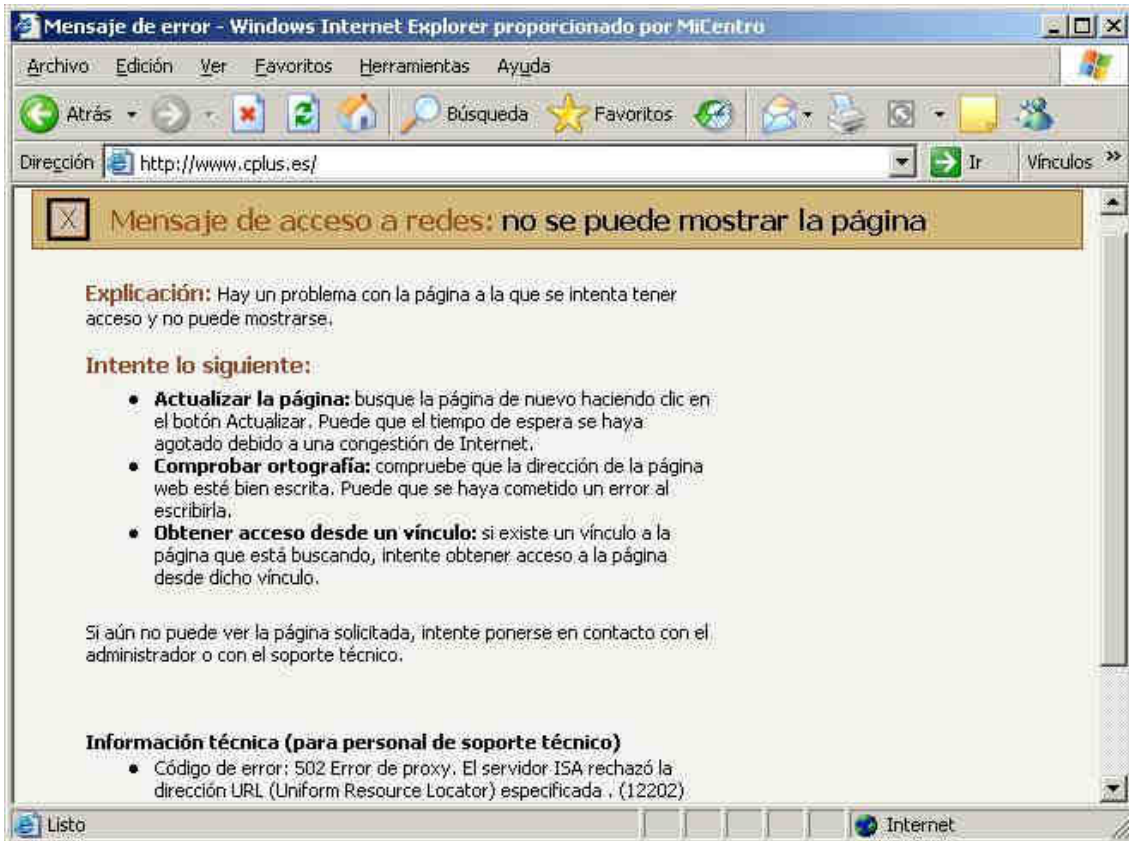 Mensaje de error - Windows Internet Explorer proporcionado por MiCentro
Archivo Edición Ver Favoritos Herramientas Ayuda
Atrás Búsqueda Favoritos
Dirección http://www.cplus.es/ Ir Vínculos »
X Mensaje de acceso a redes: no se puede mostrar la página
Explicación: Hay un problema con la página a la que se intenta tener
acceso y no puede mostrarse.
Intente lo siguiente:
• Actualizar la página: busque la página de nuevo haciendo clic en
el botón Actualizar. Puede que el tiempo de espera se haya
agotado debido a una congestión de Internet.
• Comprobar ortografía: compruebe que la dirección de la página
web esté bien escrita. Puede que se haya cometido un error al
escribirla.
• Obtener acceso desde un vínculo: si existe un vínculo a la
página que está buscando, intente obtener acceso a la página
desde dicho vínculo.
Si aún no puede ver la página solicitada, intente ponerse en contacto con el
administrador o con el soporte técnico.
Información técnica (para personal de soporte técnico)
• Código de error: 502 Error de proxy. El servidor ISA rechazó la
dirección URL (Uniform Resource Locator) especificada . (12202)
Listo Internet